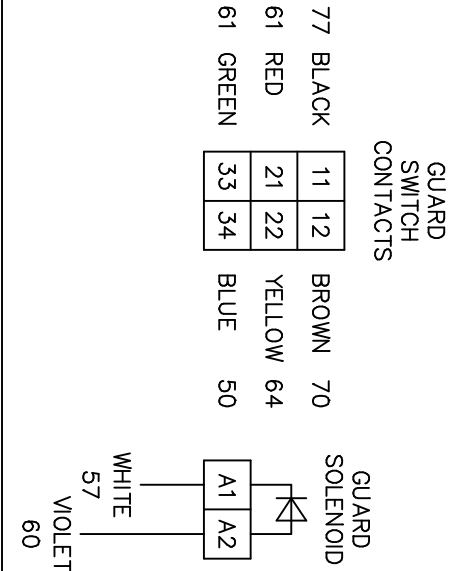 GUARD
SWITCH
CONTACTS
77 BLACK 11 12 BROWN 70
61 RED 21 22 YELLOW 64
61 GREEN 33 34 BLUE 50
GUARD
SOLENOID
A1 A2
WHITE
57
VIOLET
60